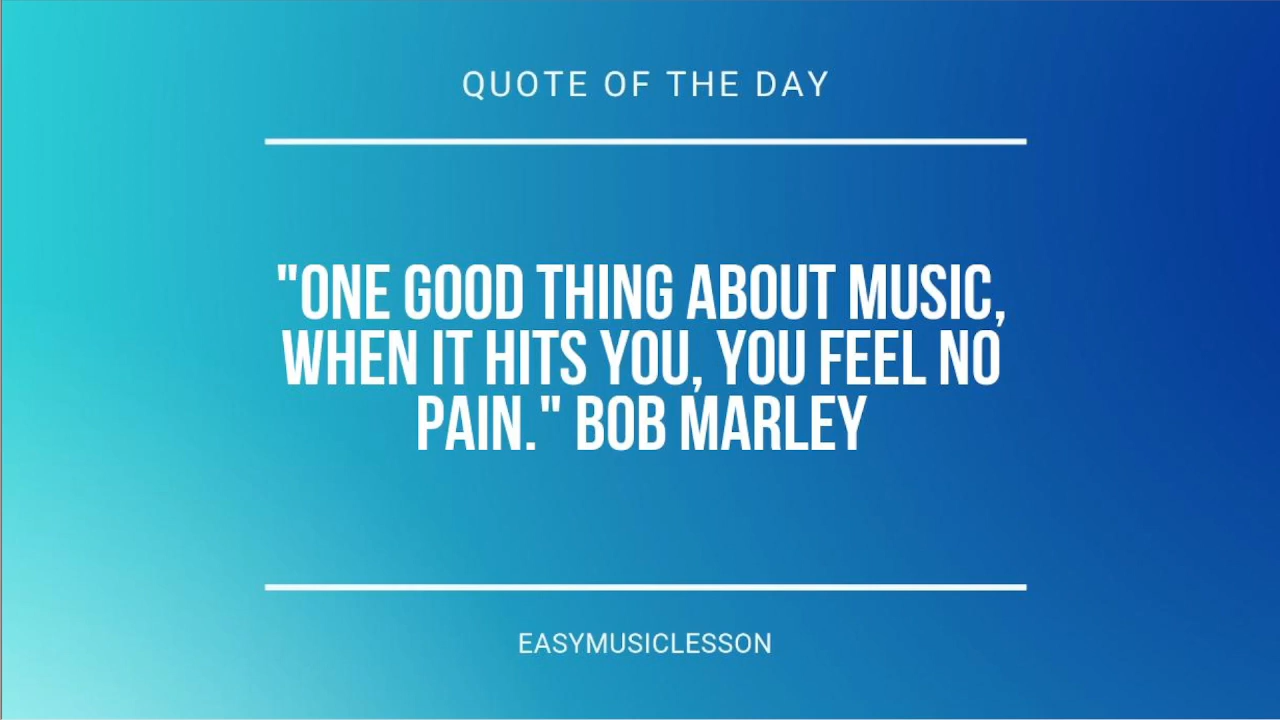 QUOTE OF THE DAY
"ONE GOOD THING ABOUT MUSIC,
WHEN IT HITS YOU, YOU FEEL NO
PAIN." BOB MARLEY
EASYMUSICLESSON